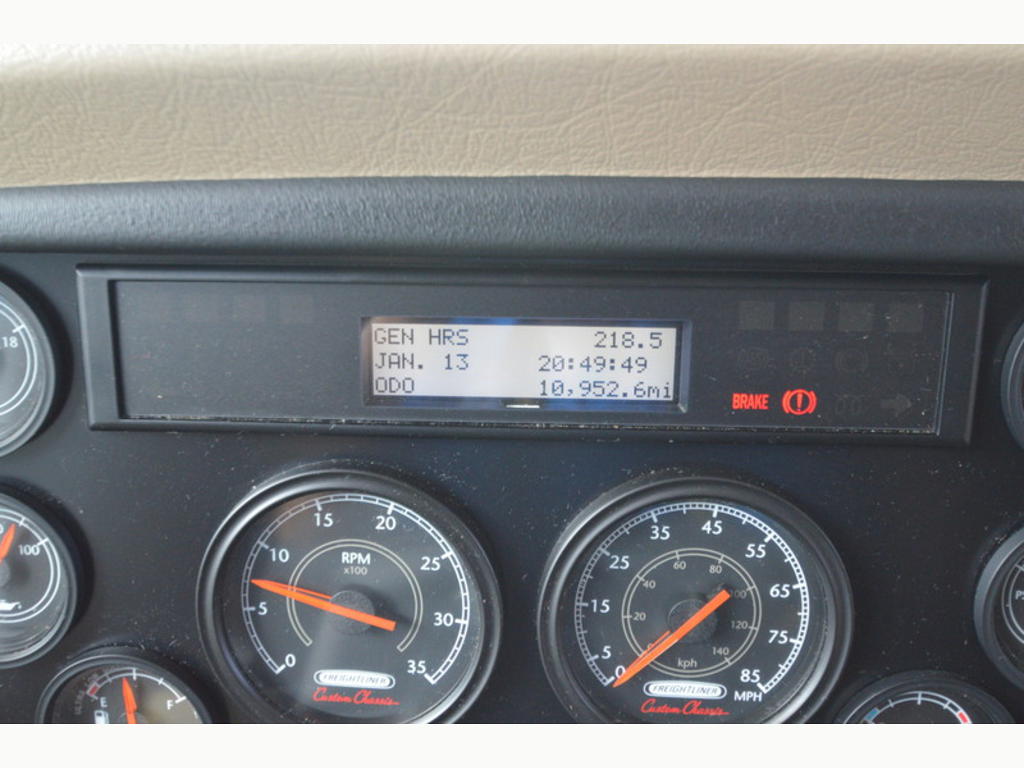 GEN HRS 218.5
JAN. 13 20:49:49
ODO 10,952.6mi
BRAKE
18
100
E
F
0
5
10
15
20
25
30
35
RPM
x100
FREIGHTLINER
Custom Chassis
0
5
15
25
35
45
55
65
75
85
MPH
20
40
60
80
100
120
140
kph
FREIGHTLINER
Custom Chassis